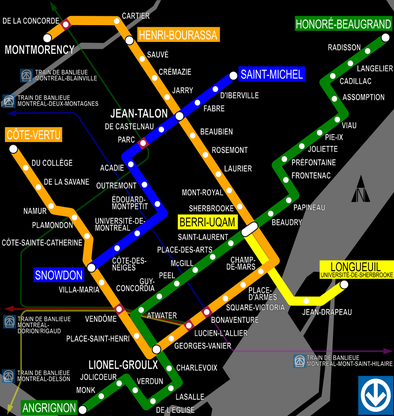 DE LA CONCORDE
CARTIER
MONTMORENCY
HENRI-BOURASSA
HONORÉ-BEAUGRAND
SAUVÉ
RADISSON
CRÉMAZIE
LANGELIER
TRAIN DE BANLIEUE
MONTRÉAL-BLAINVILLE
SAINT-MICHEL
CADILLAC
JARRY
D'IBERVILLE
ASSOMPTION
TRAIN DE BANLIEUE
MONTRÉAL-DEUX-MONTAGNES
FABRE
JEAN-TALON
DE CASTELNAU
VIAU
CÔTE-VERTU
PARC
BEAUBIEN
PIE-IX
JOLIETTE
DU COLLÈGE
ACADIE
ROSEMONT
PRÉFONTAINE
DE LA SAVANE
OUTREMONT
LAURIER
FRONTENAC
ÉDOUARD-
MONTPETIT
MONT-ROYAL
NAMUR
SHERBROOKE
PAPINEAU
PLAMONDON
UNIVERSITÉ-DE-
MONTRÉAL
BERRI-UQAM
BEAUDRY
CÔTE-SAINTE-CATHERINE
SAINT-LAURENT
PLACE-DES-ARTS
CÔTE-DES-
NEIGES
McGILL
CHAMP-
DE-MARS
LONGUEUIL
UNIVERSITÉ-DE-SHERBROOKE
SNOWDON
PEEL
VILLA-MARIA
GUY-
CONCORDIA
PLACE-
D'ARMES
SQUARE-VICTORIA
JEAN-DRAPEAU
VENDÔME
ATWATER
BONAVENTURE
TRAIN DE BANLIEUE
MONTRÉAL-
DORION/RIGAUD
LUCIEN-L'ALLIER
PLACE-SAINT-HENRI
GEORGES-VANIER
LIONEL-GROULX
TRAIN DE BANLIEUE
MONTRÉAL-MONT-SAINT-HILAIRE
CHARLEVOIX
TRAIN DE BANLIEUE
MONTRÉAL-DELSON
JOLICOEUR
VERDUN
MONK
LASALLE
ANGRIGNON
DE L'ÉGLISE